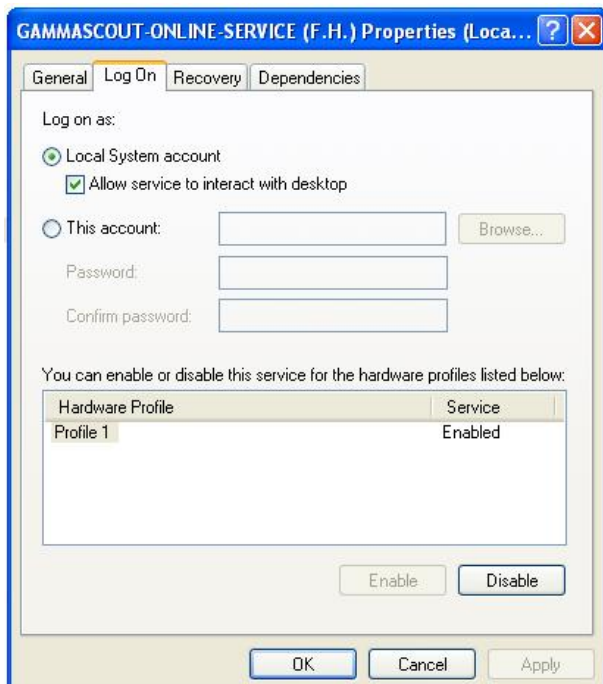 GAMMASCOUT-ONLINE-SERVICE (F.H.) Properties (Loca...
General Log On Recovery Dependencies
Log on as:
Local System account
Allow service to interact with desktop
This account: Browse...
Password:
Confirm password:
You can enable or disable this service for the hardware profiles listed below:
Hardware Profile Service
Profile 1 Enabled
Enable Disable
OK Cancel Apply